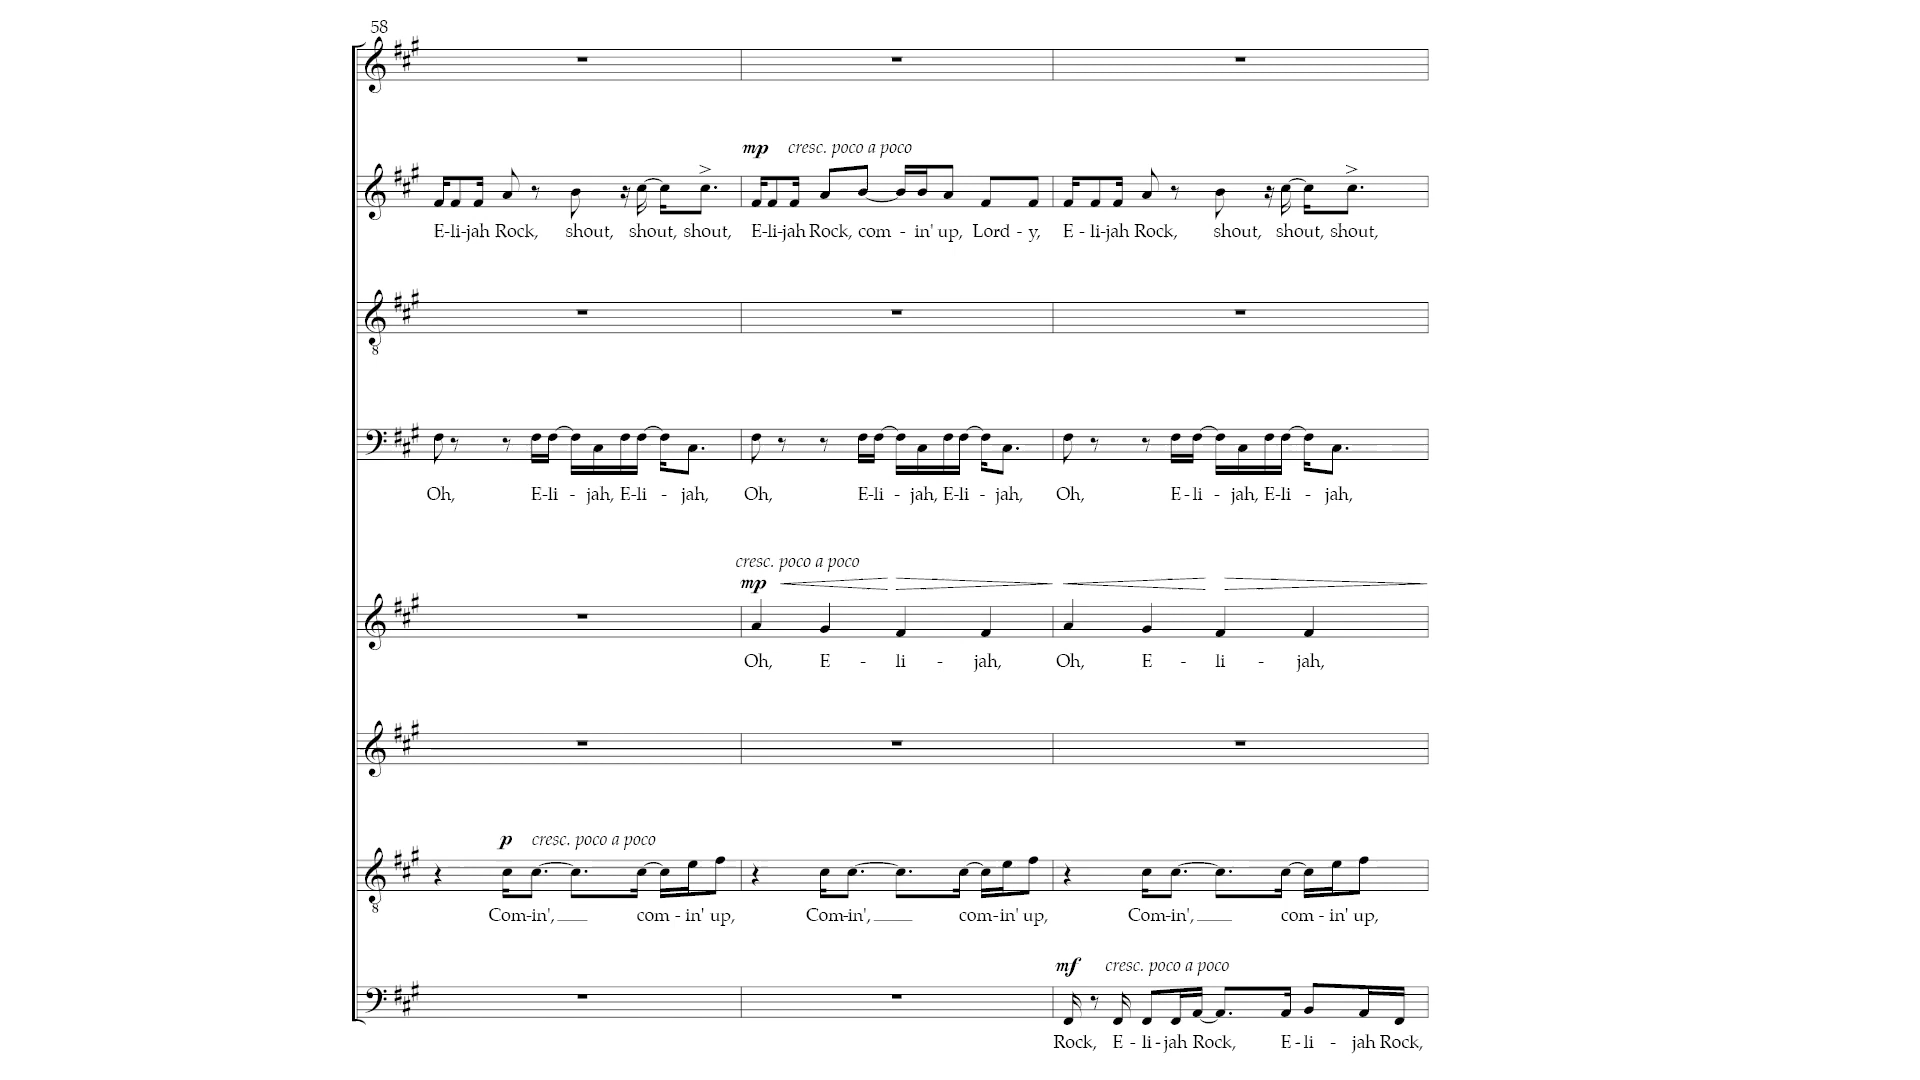 58
mp cresc. poco a poco
E-li-jah Rock, shout, shout, shout, E-li-jah Rock, com - in' up, Lord - y, E - li-jah Rock, shout, shout, shout,
8
Oh, E-li - jah, E-li - jah, Oh, E-li - jah, E-li - jah, Oh, E-li - jah, E-li - jah,
cresc. poco a poco
mp
Oh, E - li - jah, Oh, E - li - jah,
p cresc. poco a poco
8
Com-in', com - in' up, Com-in', com-in' up, Com-in', com - in' up,
mf cresc. poco a poco
Rock, E - li - jah Rock, E - li - jah Rock,